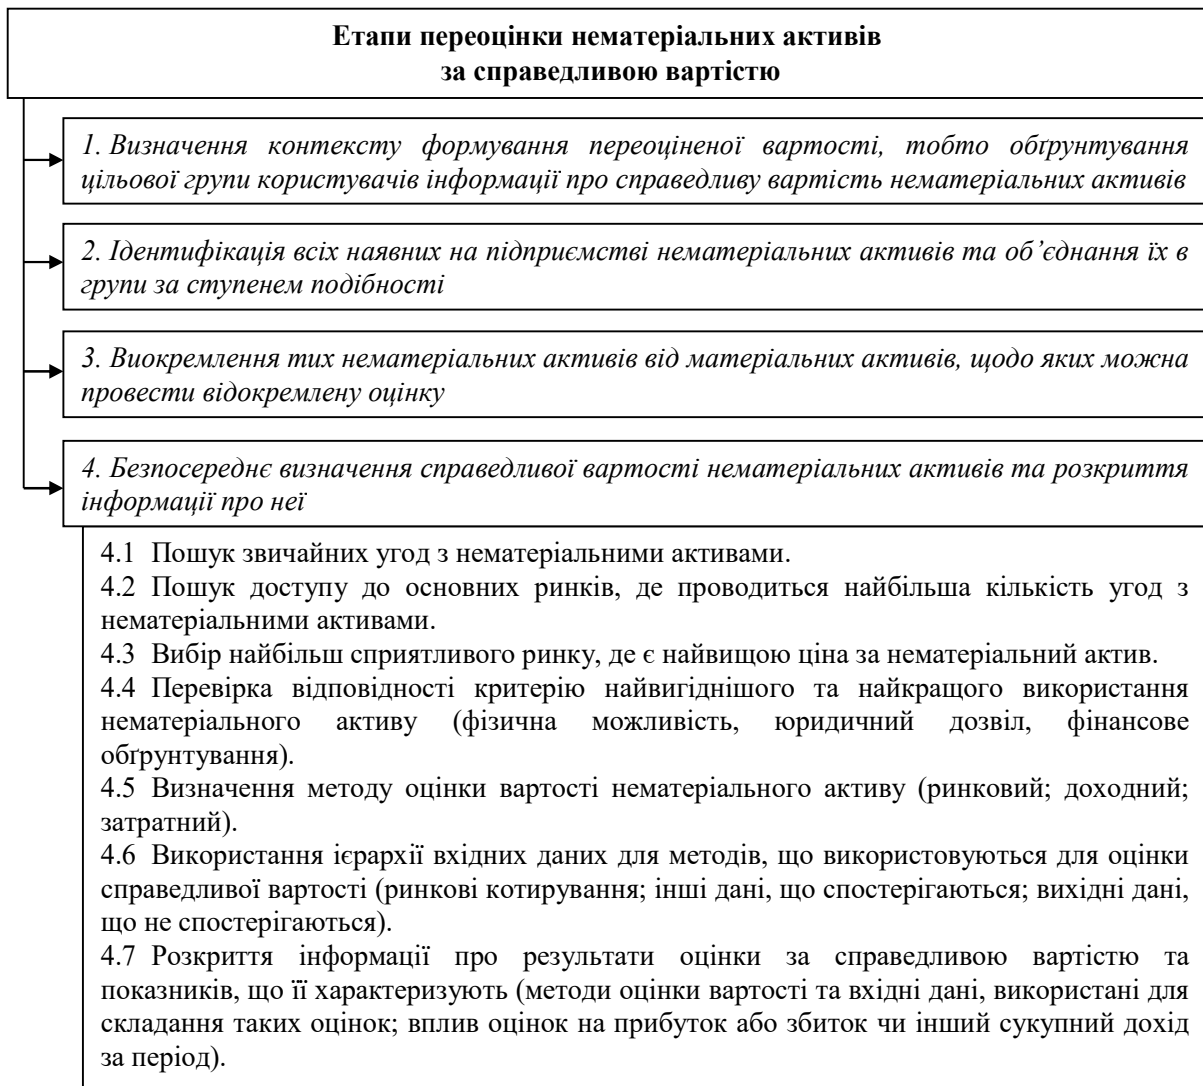 Етапи переоцінки нематеріальних активів
за справедливою вартістю
1. Визначення контексту формування переоціненої вартості, тобто обґрунтування
цільової групи користувачів інформації про справедливу вартість нематеріальних активів
2. Ідентифікація всіх наявних на підприємстві нематеріальних активів та об’єднання їх в
групи за ступенем подібності
3. Виокремлення тих нематеріальних активів від матеріальних активів, щодо яких можна
провести відокремлену оцінку
4. Безпосереднє визначення справедливої вартості нематеріальних активів та розкриття
інформації про неї
4.1 Пошук звичайних угод з нематеріальними активами.
4.2 Пошук доступу до основних ринків, де проводиться найбільша кількість угод з
нематеріальними активами.
4.3 Вибір найбільш сприятливого ринку, де є найвищою ціна за нематеріальний актив.
4.4 Перевірка відповідності критерію найвигіднішого та найкращого використання
нематеріального активу (фізична можливість, юридичний дозвіл, фінансове
обґрунтування).
4.5 Визначення методу оцінки вартості нематеріального активу (ринковий; доходний;
затратний).
4.6 Використання ієрархії вхідних даних для методів, що використовуються для оцінки
справедливої вартості (ринкові котирування; інші дані, що спостерігаються; вихідні дані,
що не спостерігаються).
4.7 Розкриття інформації про результати оцінки за справедливою вартістю та
показників, що її характеризують (методи оцінки вартості та вхідні дані, використані для
складання таких оцінок; вплив оцінок на прибуток або збиток чи інший сукупний дохід
за період).